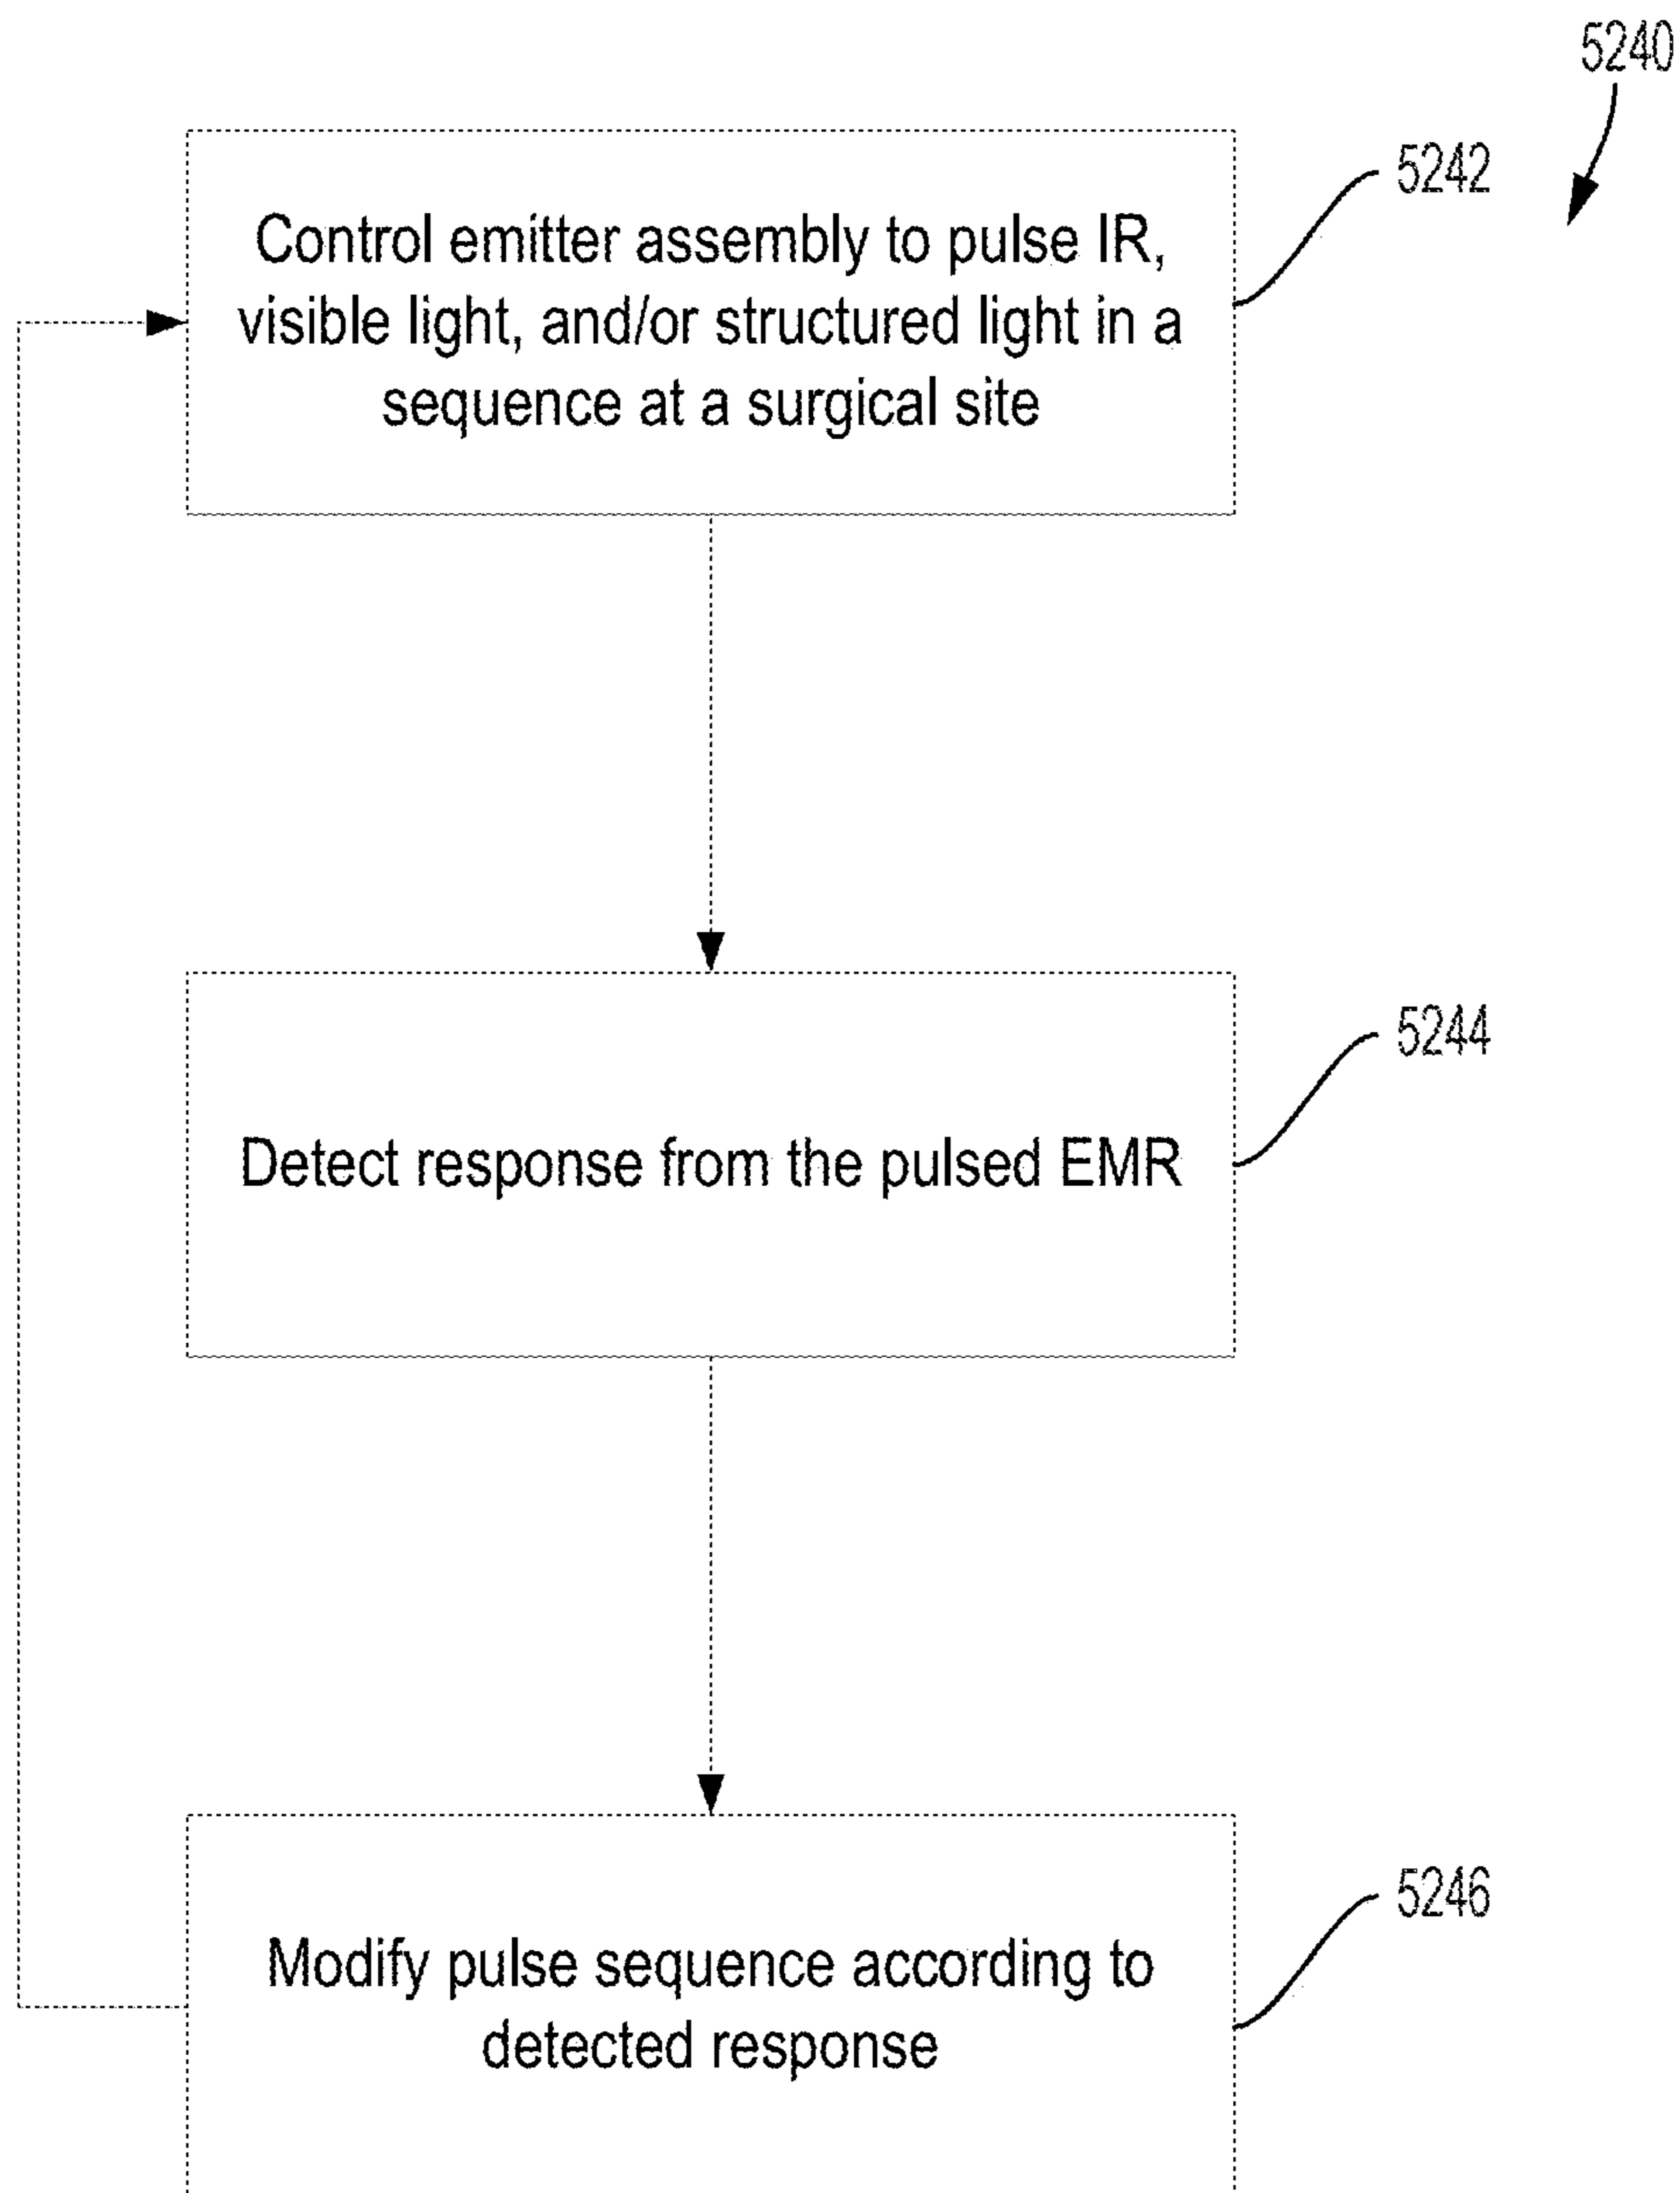 5240
5242
Control emitter assembly to pulse IR,
visible light, and/or structured light in a
sequence at a surgical site
5244
Detect response from the pulsed EMR
5246
Modify pulse sequence according to
detected response